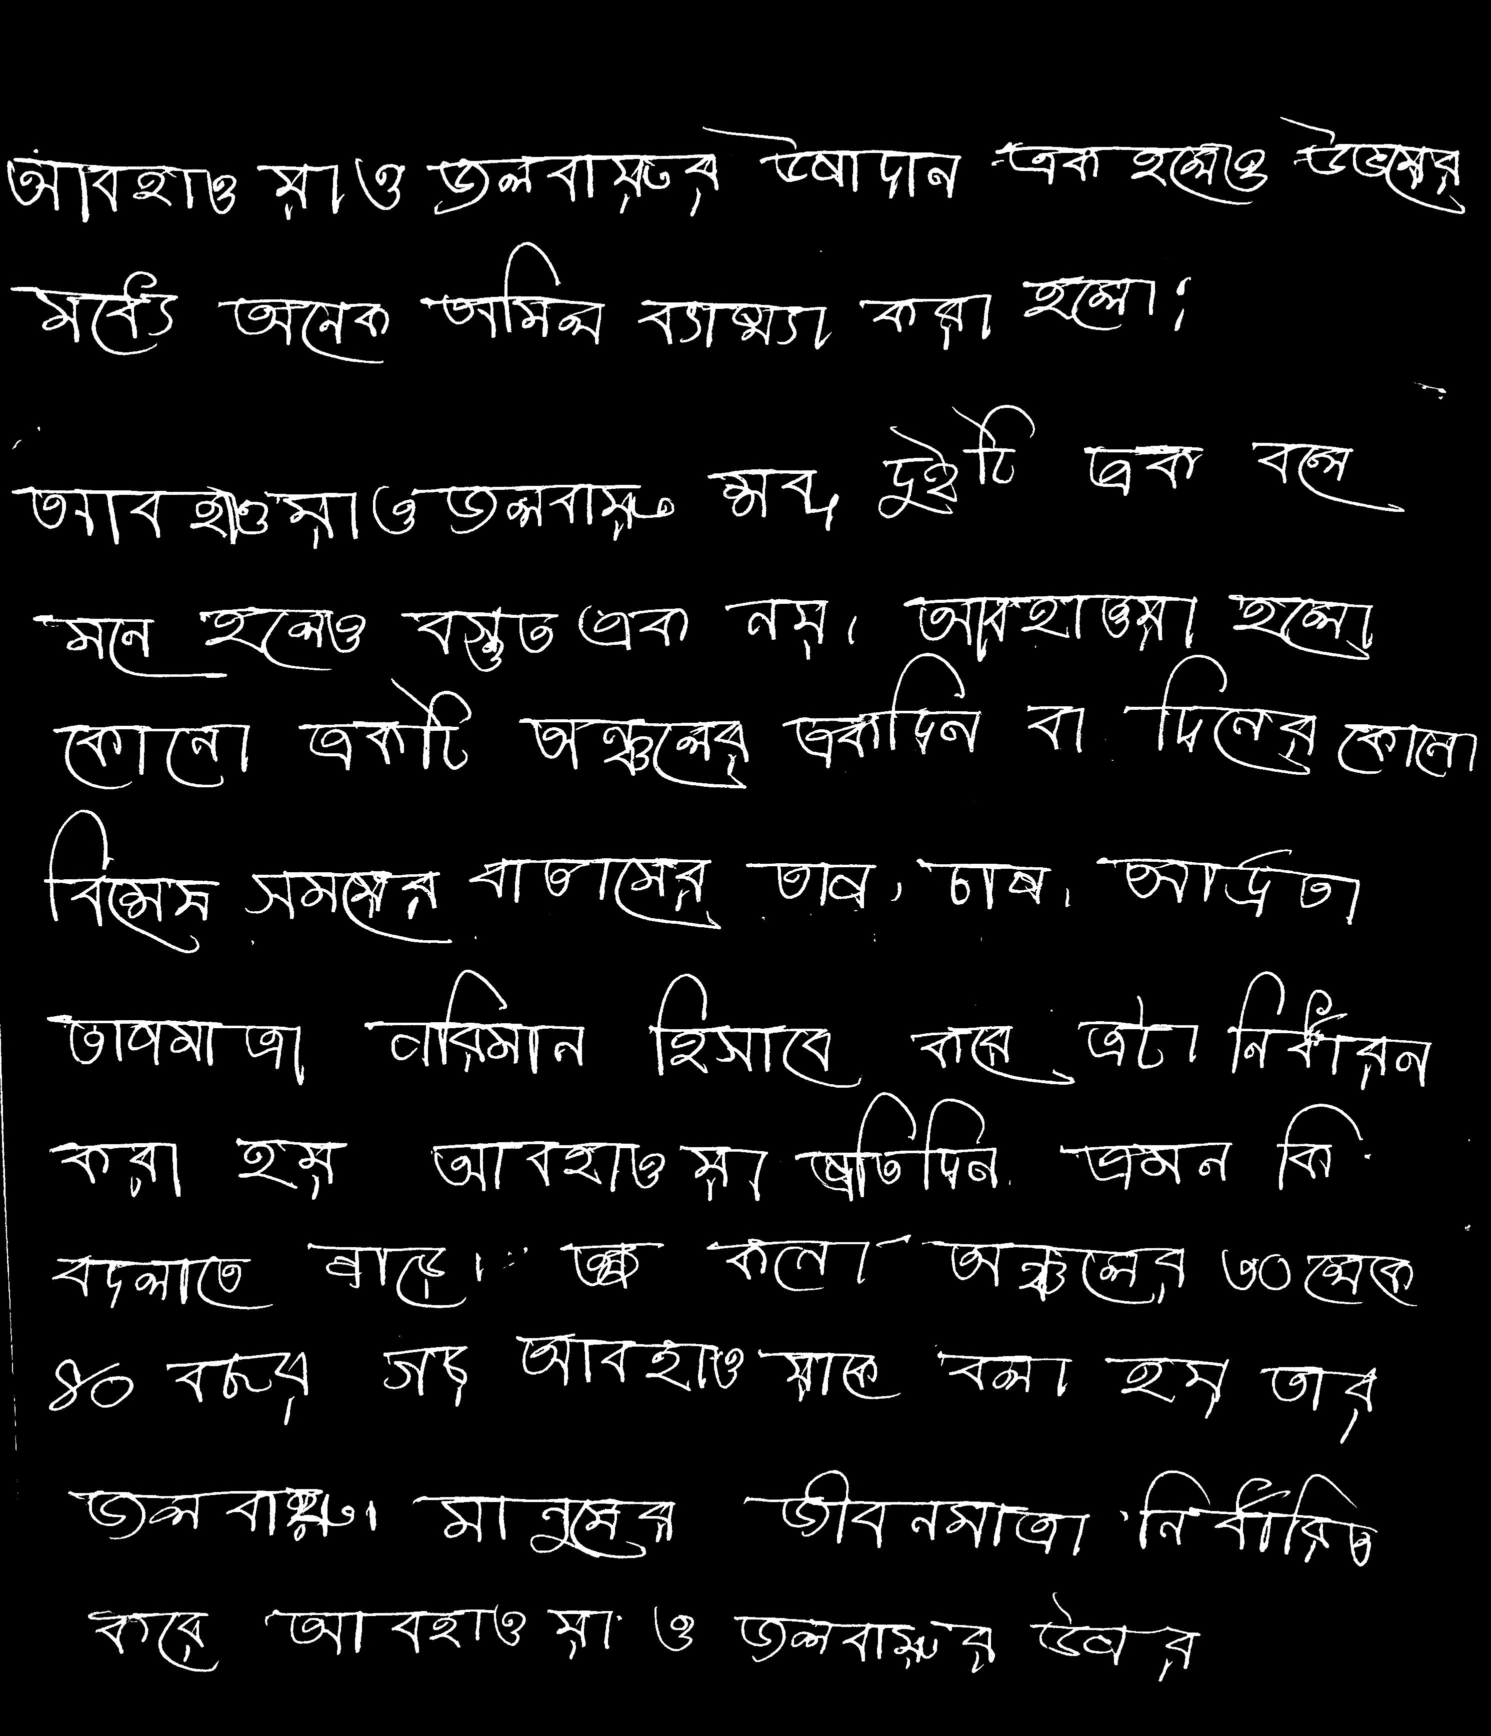 আবহাওয়া ও জলবায়ুর উপাদান এক হলেও উভয়ের
মধ্যে অনেক অমিল ব্যাখ্যা করা হলো;
আবহাওয়া ও জলবায়ু শব্দ দুইটি এক বলে
মনে হলেও বস্তুত এক নয়। আবহাওয়া হলো
কোনো একটি অঞ্চলের একদিন বা দিনের কোনো
বিশেষ সময়ের বাতাসের তাপ, চাপ, আর্দ্রতা
তাপমাত্রা পরিমান হিসাবে করে এটা নির্ধারন
করা হয় আবহাওয়া প্রতিদিন এমন কি
বদলাতে পারে। কনো অঞ্চলের ৩০ থেকে
৪০ বছর গড় আবহাওয়াকে বলা হয় তার
জলবায়ু। মানুষের জীবনযাত্রা নির্ধারিত
করে আবহাওয়া ও জলবায়ুর উপর